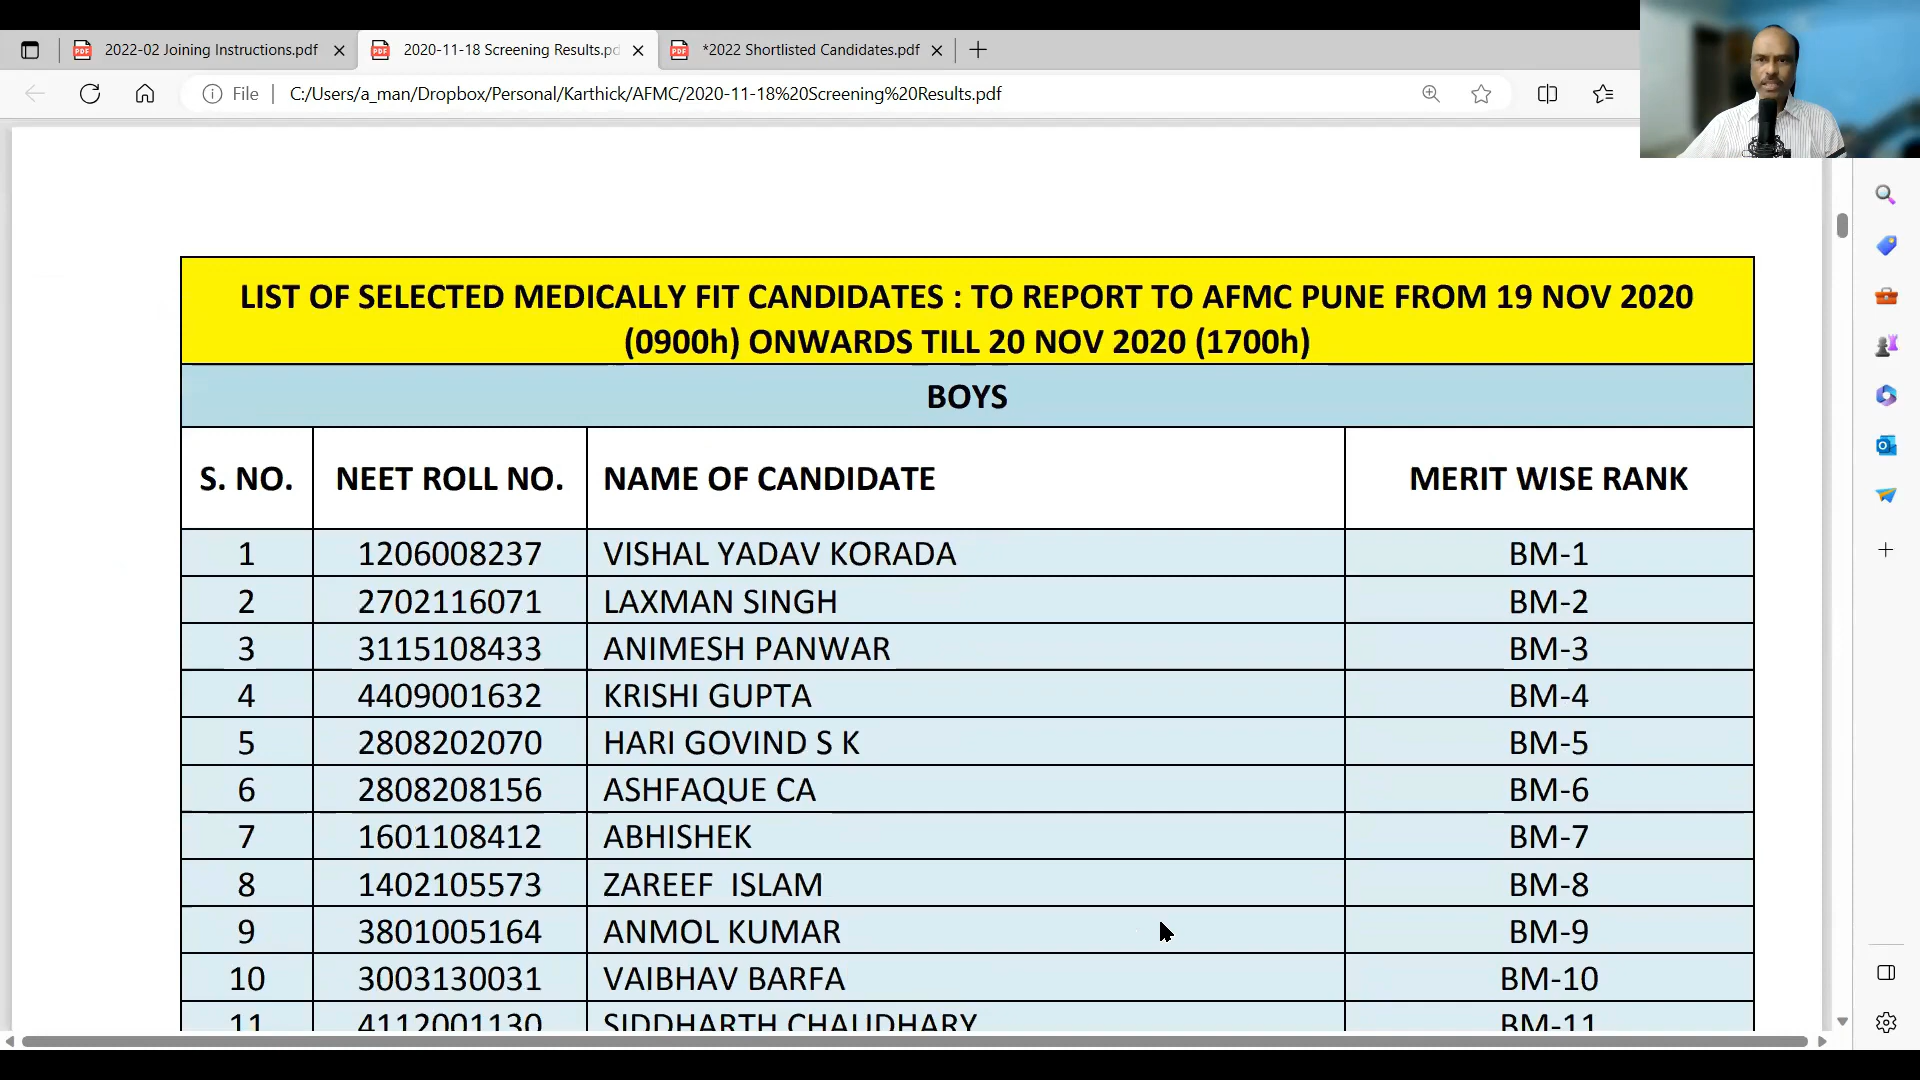 2022-02 Joining Instructions.pdf
2020-11-18 Screening Results.pd
*2022 Shortlisted Candidates.pdf
File
C:/Users/a_man/Dropbox/Personal/Karthick/AFMC/2020-11-18%20Screening%20Results.pdf
LIST OF SELECTED MEDICALLY FIT CANDIDATES : TO REPORT TO AFMC PUNE FROM 19 NOV 2020
(0900h) ONWARDS TILL 20 NOV 2020 (1700h)
BOYS
S. NO. NEET ROLL NO. NAME OF CANDIDATE MERIT WISE RANK
1 1206008237 VISHAL YADAV KORADA BM-1
2 2702116071 LAXMAN SINGH BM-2
3 3115108433 ANIMESH PANWAR BM-3
4 4409001632 KRISHI GUPTA BM-4
5 2808202070 HARI GOVIND S K BM-5
6 2808208156 ASHFAQUE CA BM-6
7 1601108412 ABHISHEK BM-7
8 1402105573 ZAREEF ISLAM BM-8
9 3801005164 ANMOL KUMAR BM-9
10 3003130031 VAIBHAV BARFA BM-10
11 4112001130 SIDDHARTH CHAUDHARY BM-11